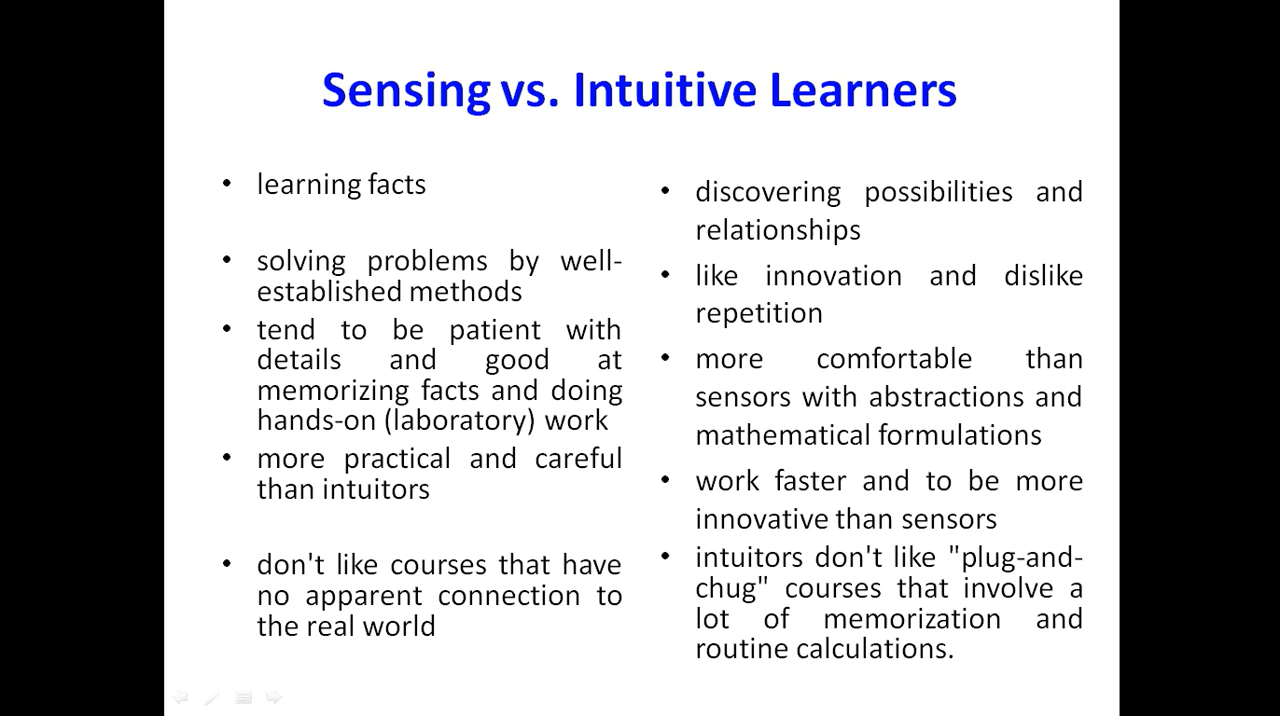 Sensing vs. Intuitive Learners
• learning facts
• solving problems by well-
established methods
• tend to be patient with
details and good at
memorizing facts and doing
hands-on (laboratory) work
• more practical and careful
than intuitors
• don't like courses that have
no apparent connection to
the real world
• discovering possibilities and
relationships
• like innovation and dislike
repetition
• more comfortable than
sensors with abstractions and
mathematical formulations
• work faster and to be more
innovative than sensors
• intuitors don't like "plug-and-
chug" courses that involve a
lot of memorization and
routine calculations.